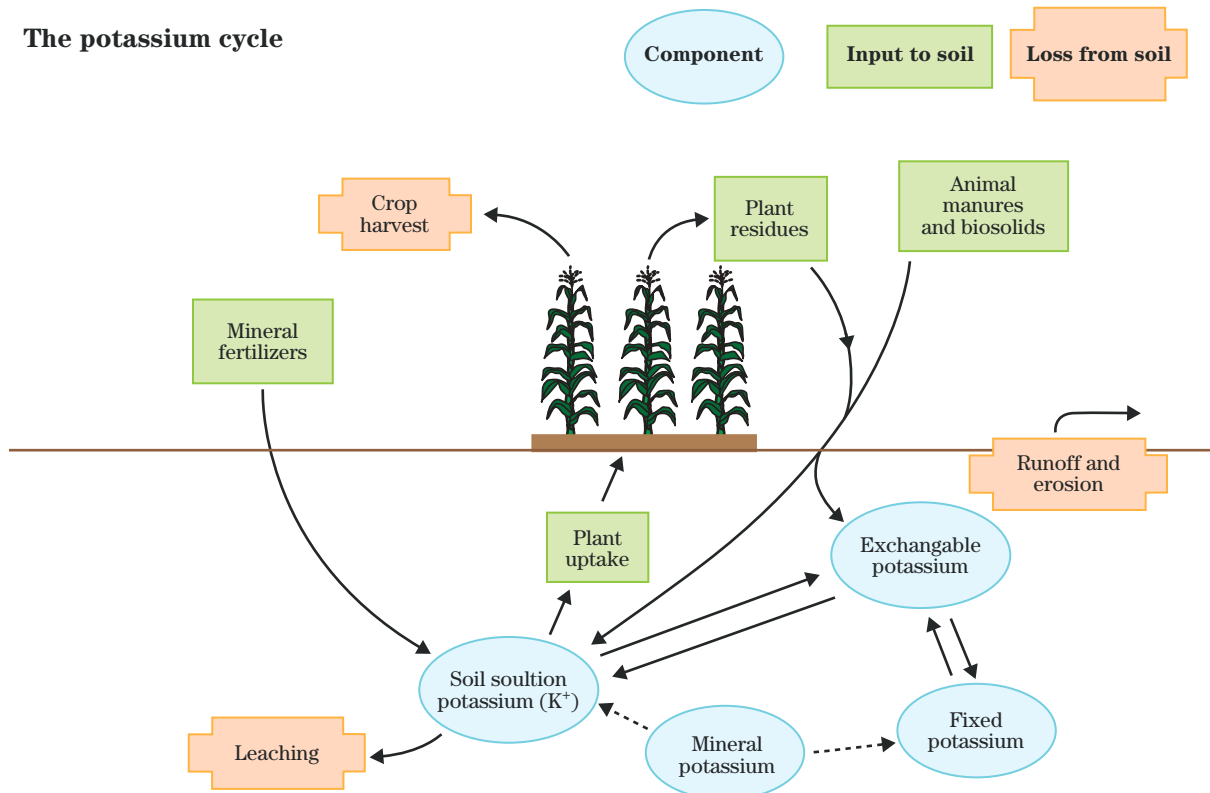 The potassium cycle
Component
Input to soil
Loss from soil
Crop
harvest
Plant
residues
Animal
manures
and biosolids
Mineral
fertilizers
Runoff and
erosion
Plant
uptake
Exchangable
potassium
Soil soultion
potassium (K⁺)
Leaching
Mineral
potassium
Fixed
potassium